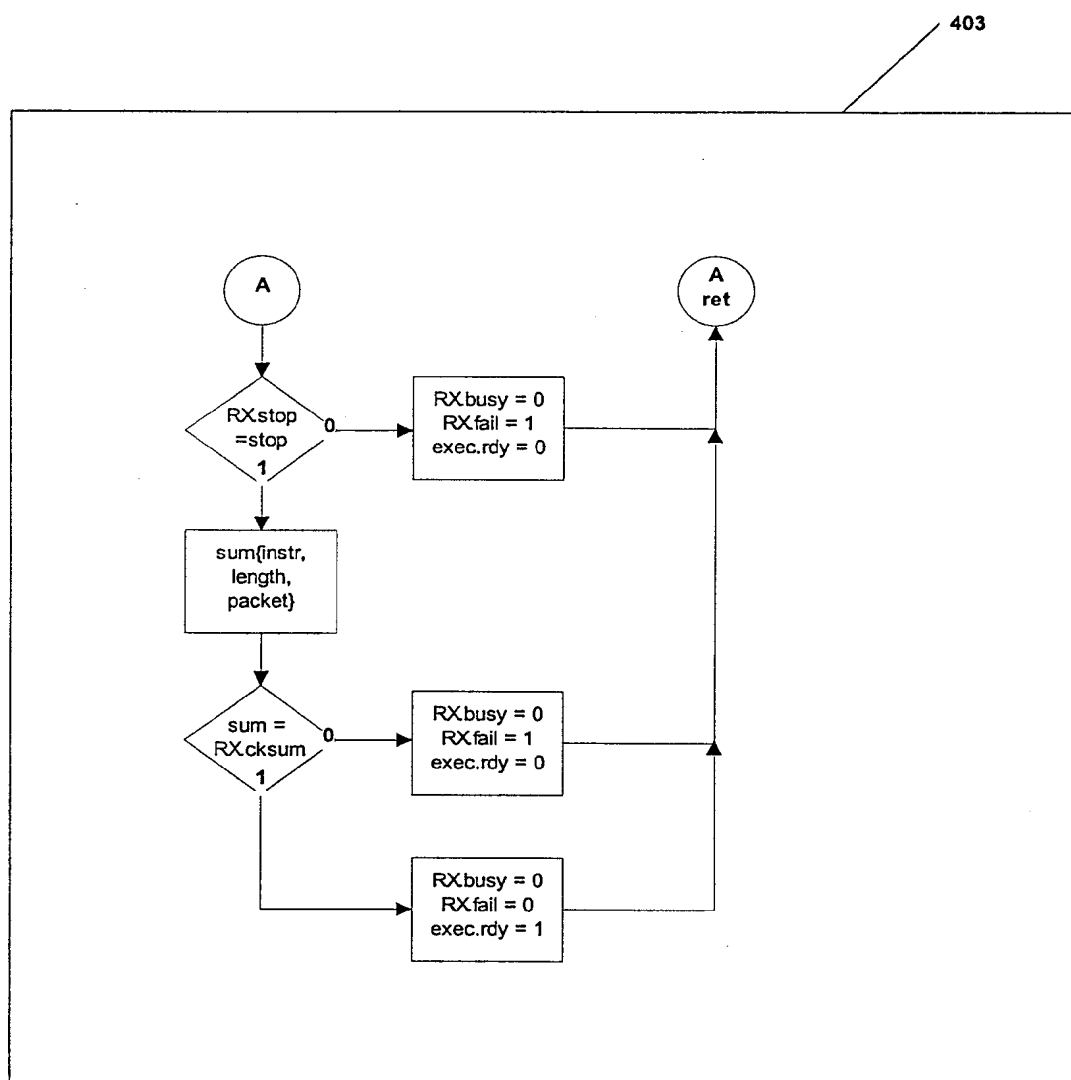 403
A
A
ret
RX.stop
=stop
0
1
RX.busy = 0
RX.fail = 1
exec.rdy = 0
sum{instr,
length,
packet}
sum =
RX.cksum
0
1
RX.busy = 0
RX.fail = 1
exec.rdy = 0
RX.busy = 0
RX.fail = 0
exec.rdy = 1